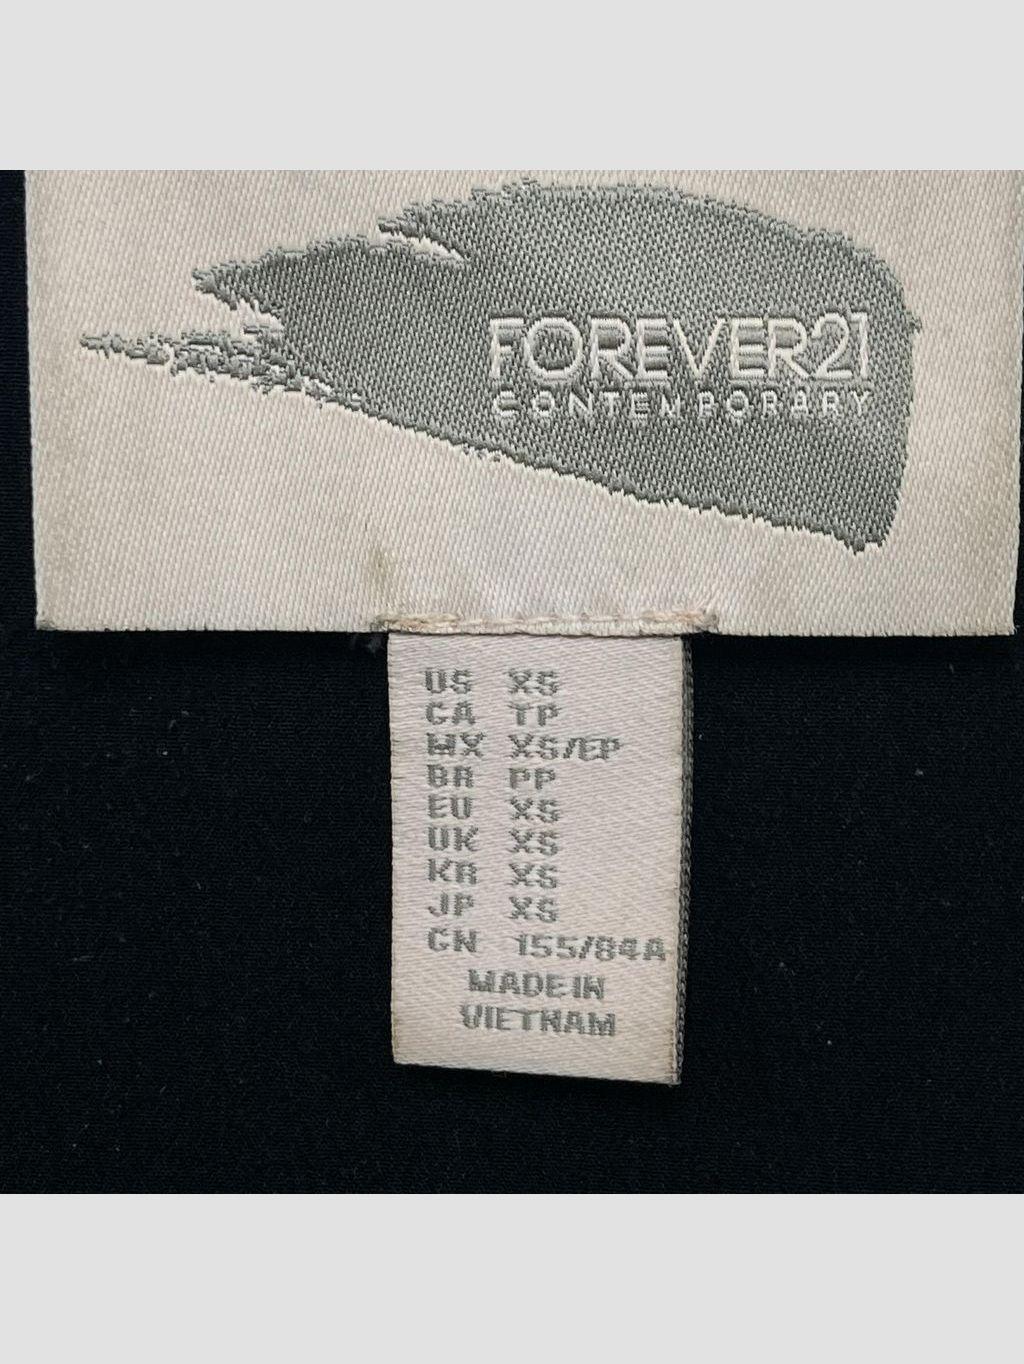 FOREVER21
CONTEMPORARY
US XS
CA TP
MX XS/EP
BR PP
EU XS
UK XS
KR XS
JP XS
CN 155/84A
MADE IN
VIETNAM